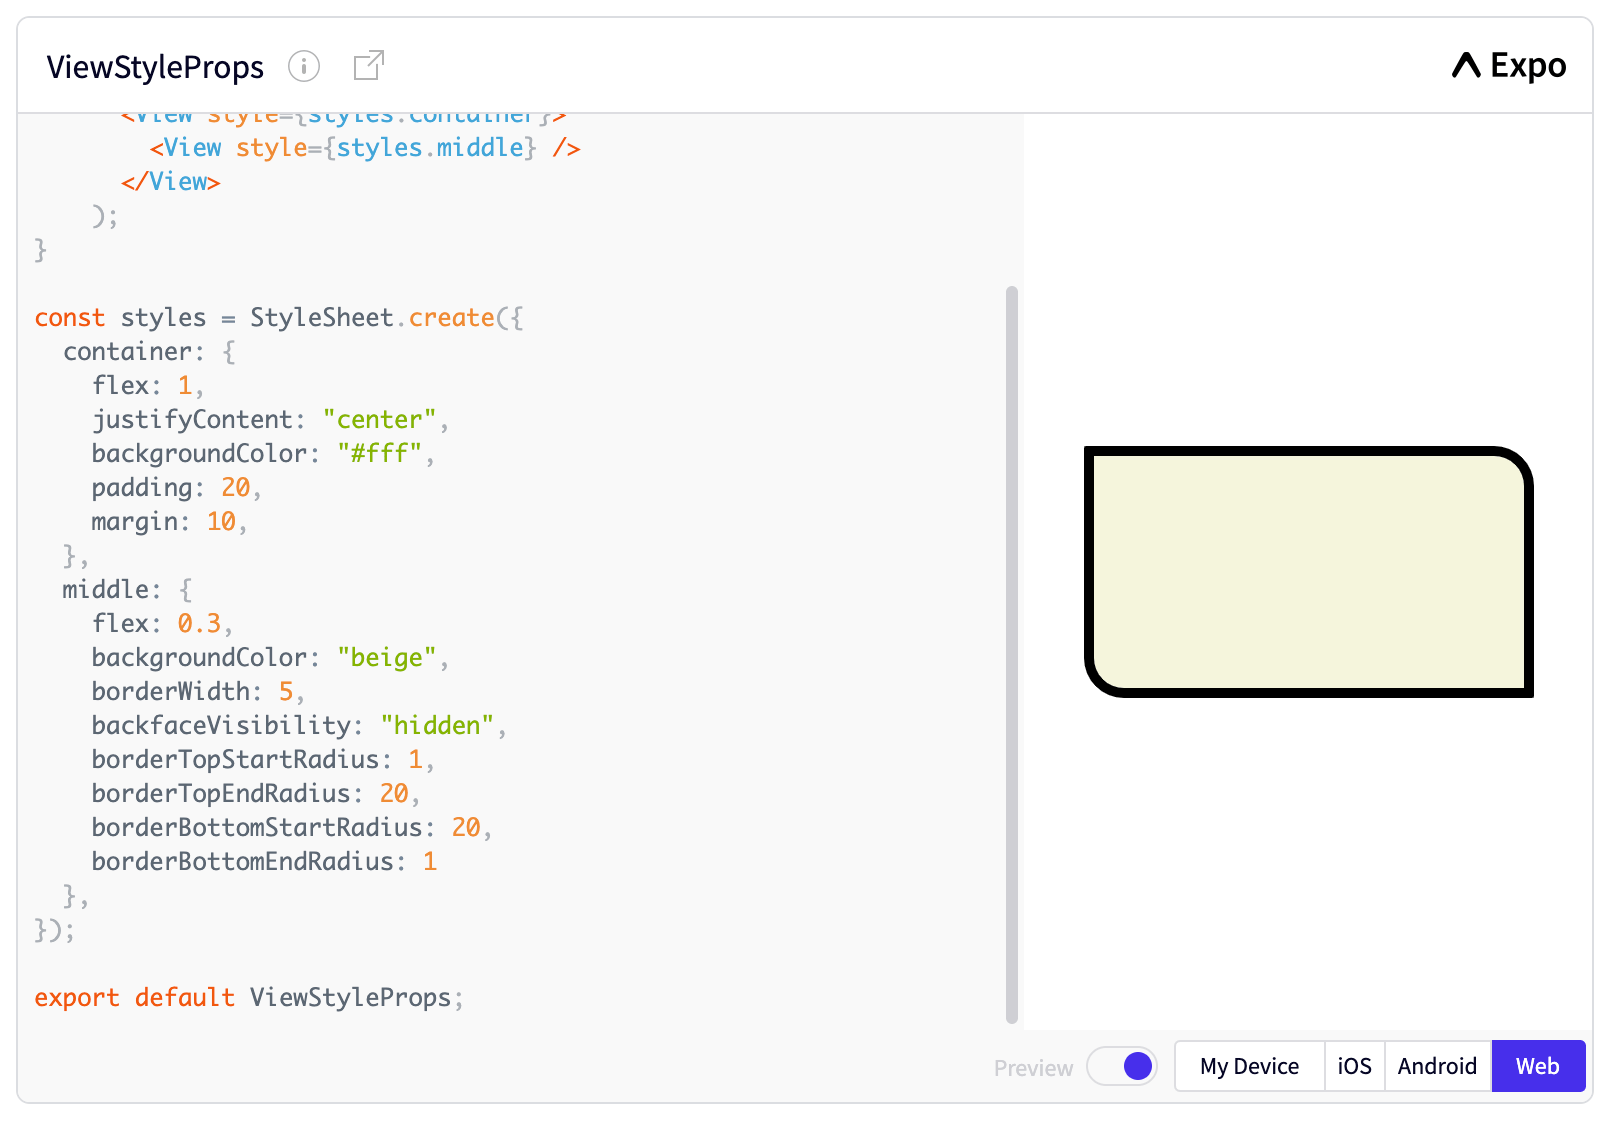 ViewStyleProps
Expo
<View style={styles.container}>
<View style={styles.middle} />
</View>
);
}
const styles = StyleSheet.create({
container: {
flex: 1,
justifyContent: "center",
backgroundColor: "#fff",
padding: 20,
margin: 10,
},
middle: {
flex: 0.3,
backgroundColor: "beige",
borderWidth: 5,
backfaceVisibility: "hidden",
borderTopStartRadius: 1,
borderTopEndRadius: 20,
borderBottomStartRadius: 20,
borderBottomEndRadius: 1
},
});
export default ViewStyleProps;
Preview My Device iOS Android Web